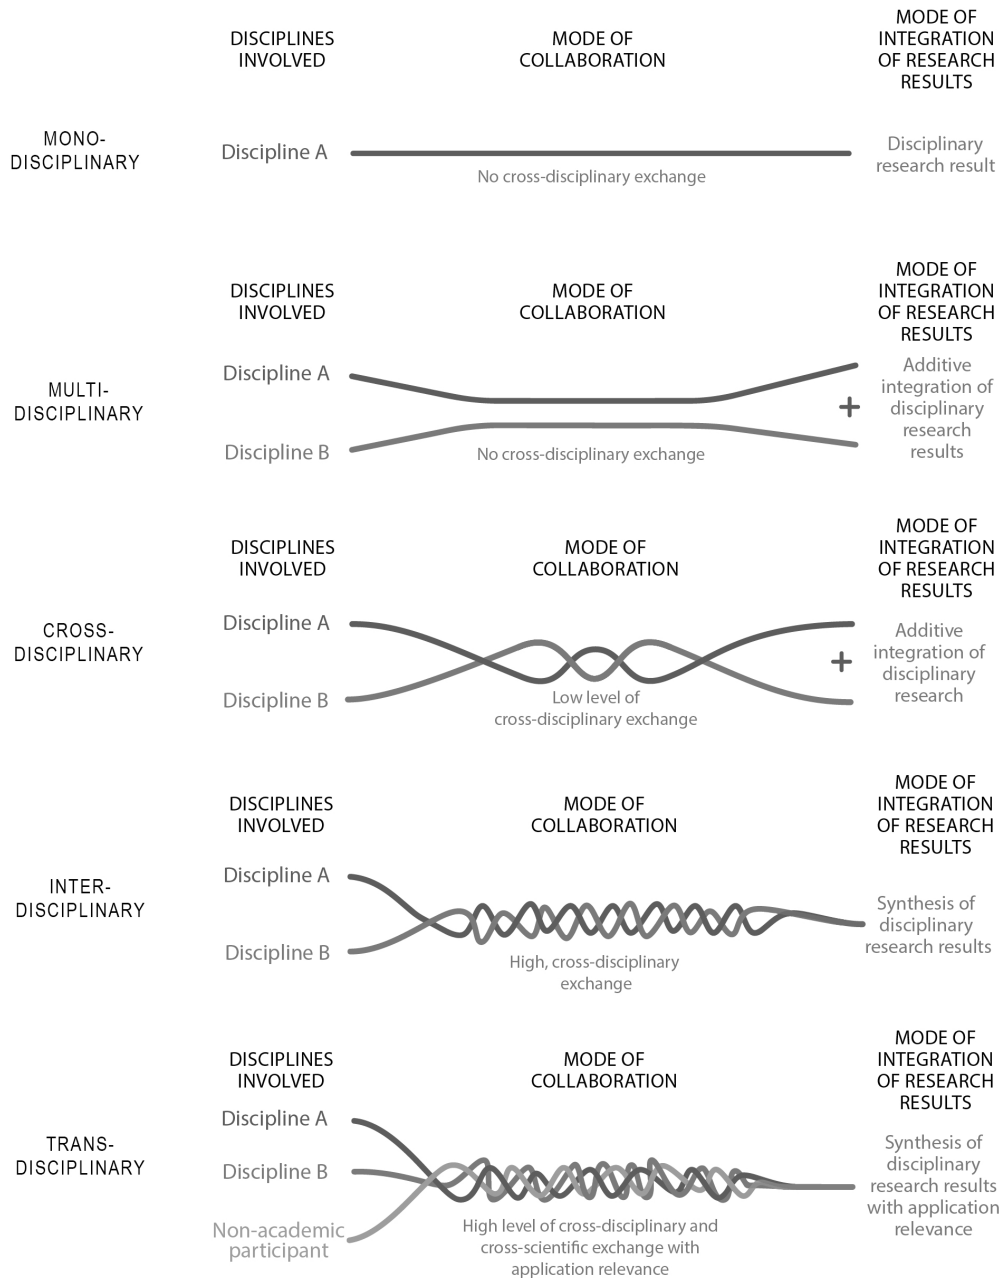 DISCIPLINES
INVOLVED
MODE OF
COLLABORATION
MODE OF
INTEGRATION
OF RESEARCH
RESULTS
MONO-
DISCIPLINARY
Discipline A
No cross-disciplinary exchange
Disciplinary
research result
DISCIPLINES
INVOLVED
MODE OF
COLLABORATION
MODE OF
INTEGRATION
OF RESEARCH
RESULTS
MULTI-
DISCIPLINARY
Discipline A
Discipline B
No cross-disciplinary exchange
+
Additive
integration of
disciplinary
research
results
DISCIPLINES
INVOLVED
MODE OF
COLLABORATION
MODE OF
INTEGRATION
OF RESEARCH
RESULTS
CROSS-
DISCIPLINARY
Discipline A
Discipline B
Low level of
cross-disciplinary exchange
+
Additive
integration of
disciplinary
research
DISCIPLINES
INVOLVED
MODE OF
COLLABORATION
MODE OF
INTEGRATION
OF RESEARCH
RESULTS
INTER-
DISCIPLINARY
Discipline A
Discipline B
High, cross-disciplinary
exchange
Synthesis of
disciplinary
research results
DISCIPLINES
INVOLVED
MODE OF
COLLABORATION
MODE OF
INTEGRATION
OF RESEARCH
RESULTS
TRANS-
DISCIPLINARY
Discipline A
Discipline B
Non-academic
participant
High level of cross-disciplinary and
cross-scientific exchange with
application relevance
Synthesis of
disciplinary
research results
with application
relevance